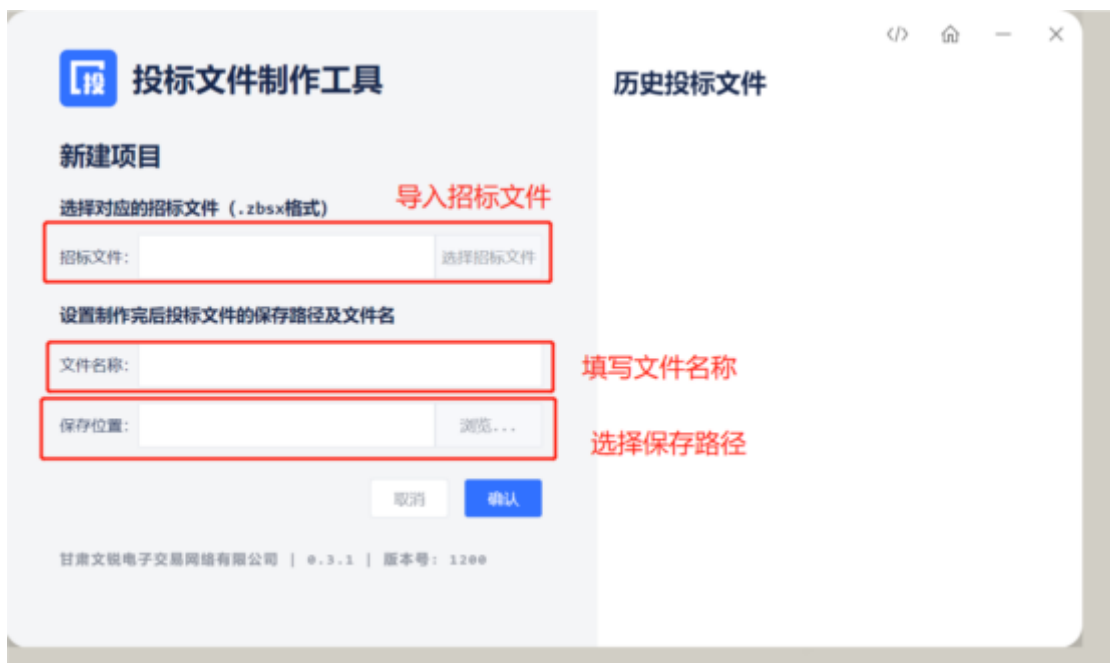 投标文件制作工具
历史投标文件
新建项目
选择对应的招标文件（.zbsx格式）
导入招标文件
招标文件：
选择招标文件
设置制作完后投标文件的保存路径及文件名
文件名称：
填写文件名称
保存位置：
浏览...
选择保存路径
取消
确认
甘肃文锐电子交易网络有限公司 | 0.3.1 | 版本号: 1200